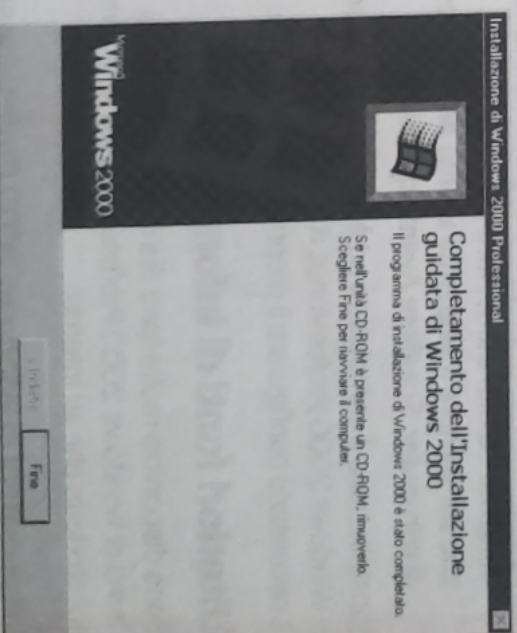 Installazione di Windows 2000 Professional
Completamento dell'Installazione
guidata di Windows 2000
Il programma di installazione di Windows 2000 è stato completato.
Se nell'unità CD-ROM è presente un CD-ROM, rimuoverlo.
Scegliere Fine per riavviare il computer.
Microsoft
Windows 2000
< Indietro
Fine